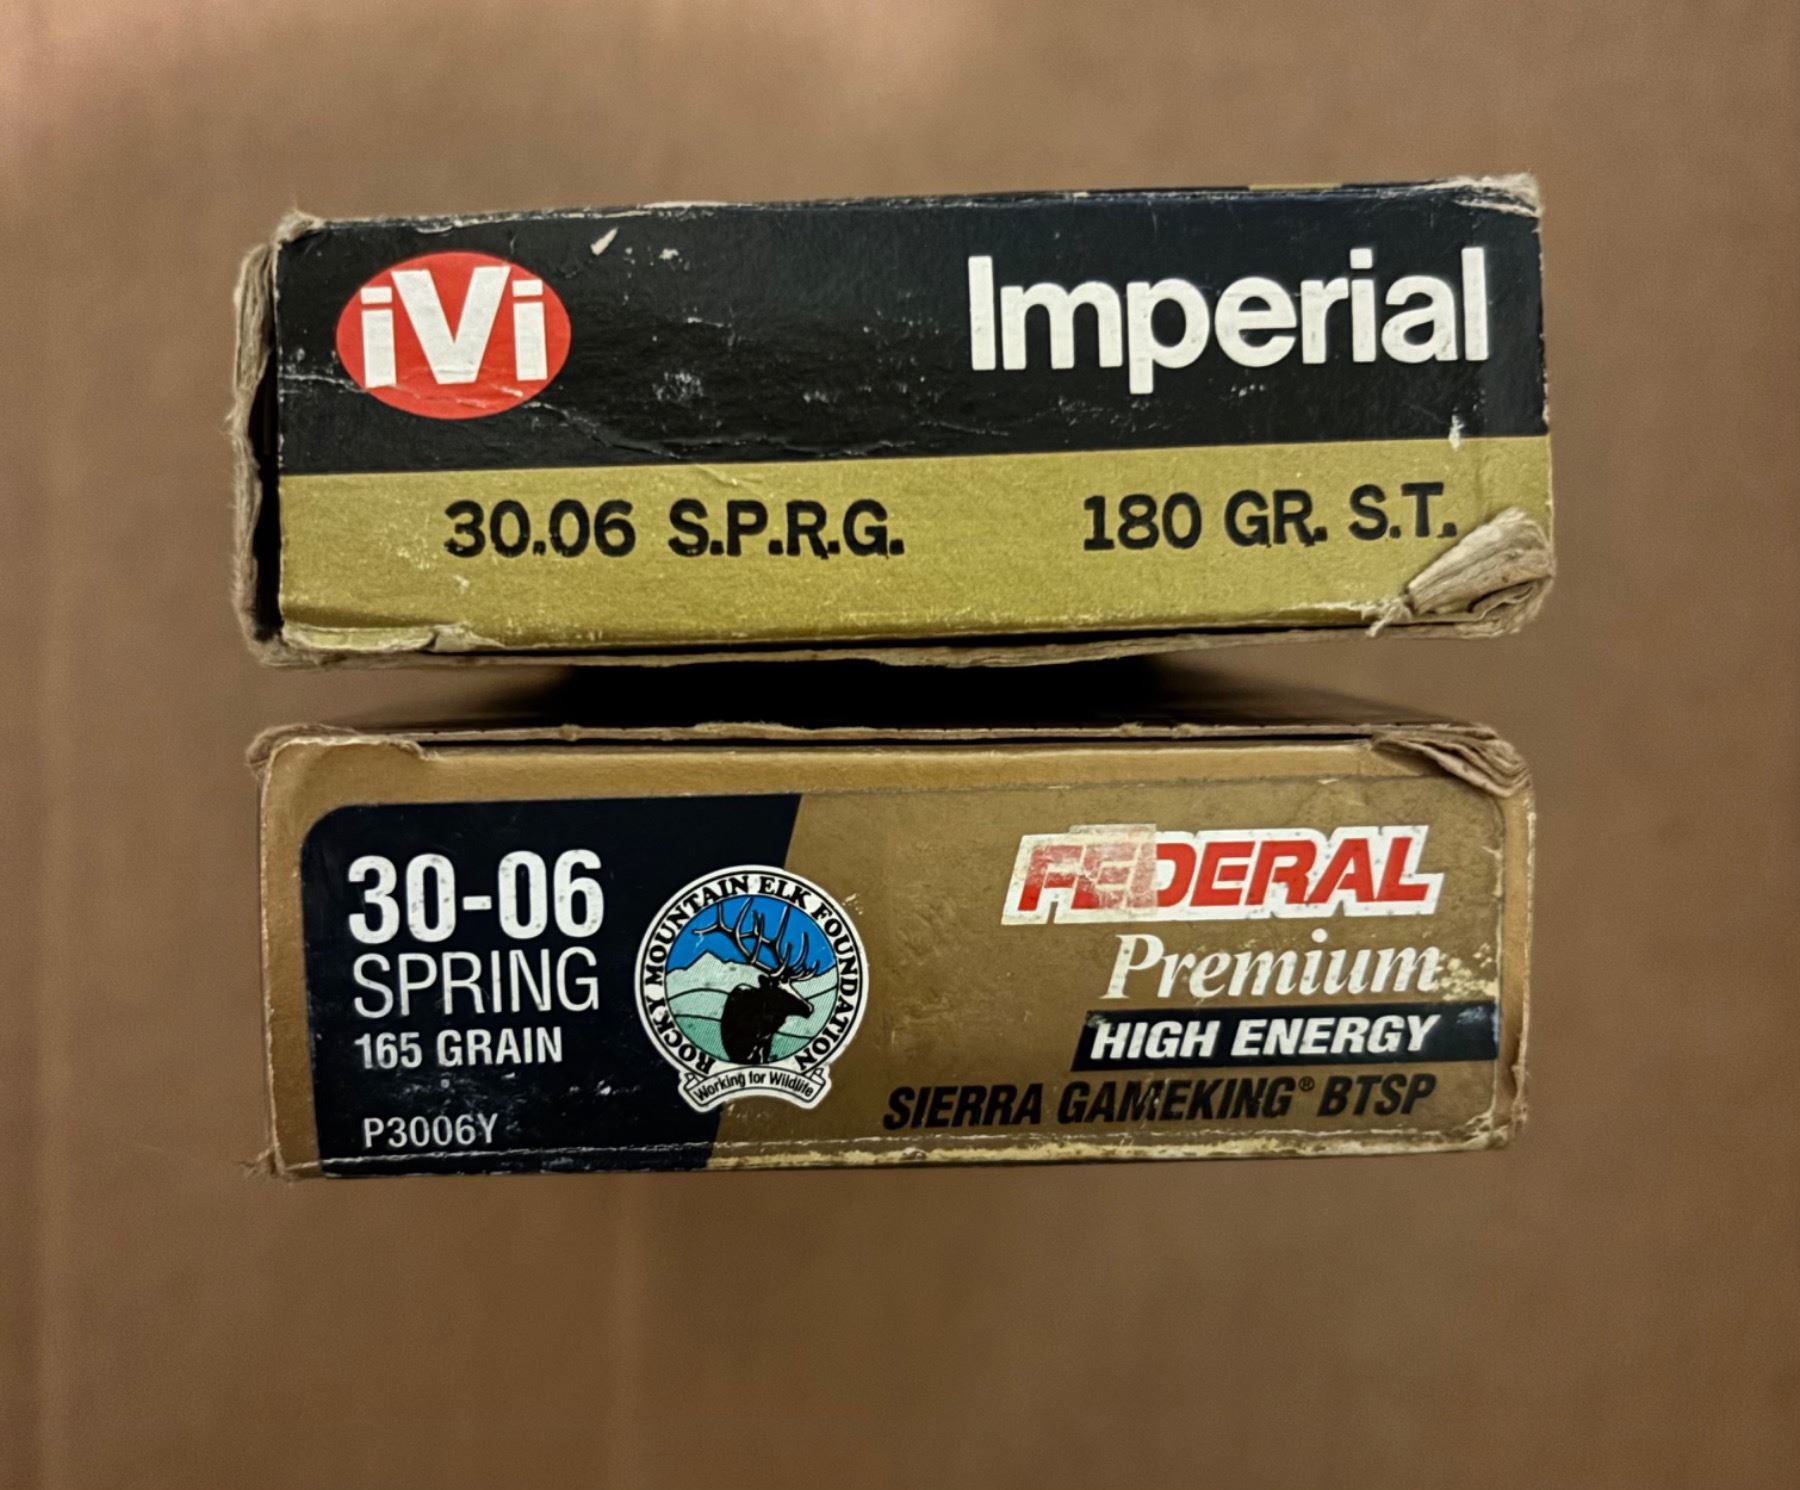 iVi Imperial
30.06 S.P.R.G. 180 GR. S.T.
30-06
SPRING
165 GRAIN
P3006Y
ROCKY MOUNTAIN ELK FOUNDATION
Working for Wildlife
FEDERAL
Premium
HIGH ENERGY
SIERRA GAMEKING® BTSP